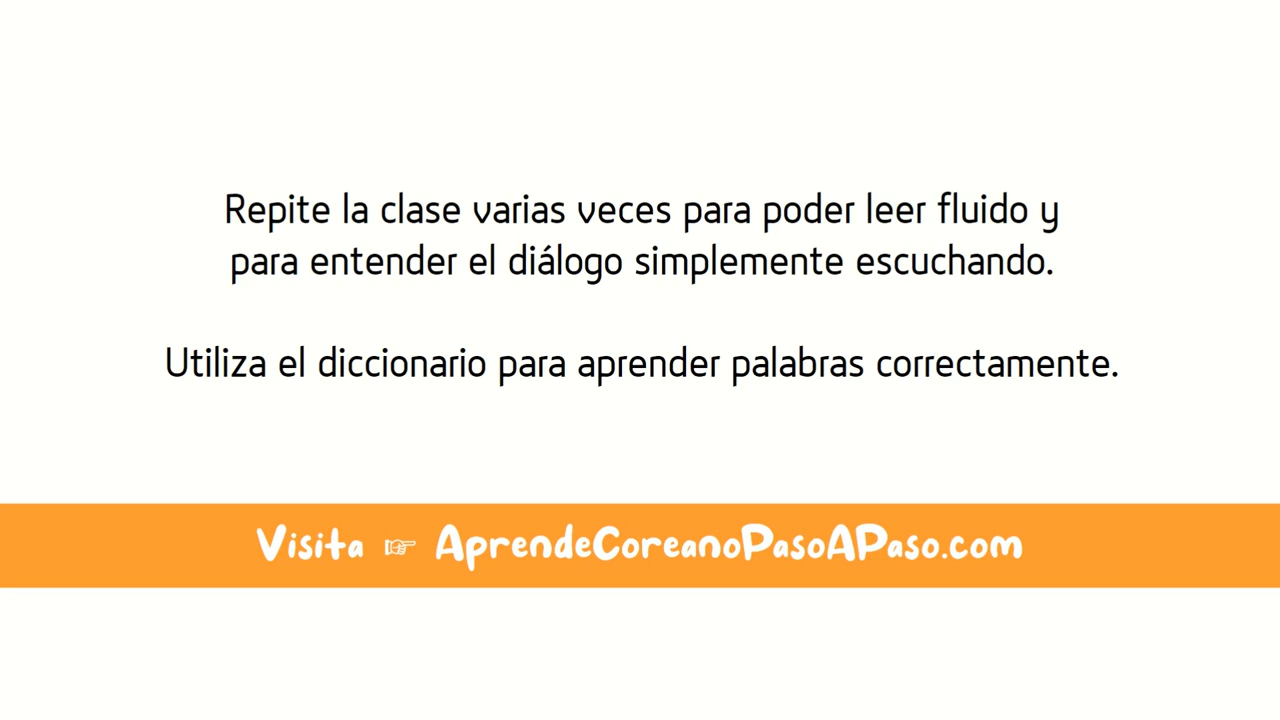 Repite la clase varias veces para poder leer fluido y
para entender el diálogo simplemente escuchando.
Utiliza el diccionario para aprender palabras correctamente.
Visita ☞ AprendeCoreanoPasoAPaso.com